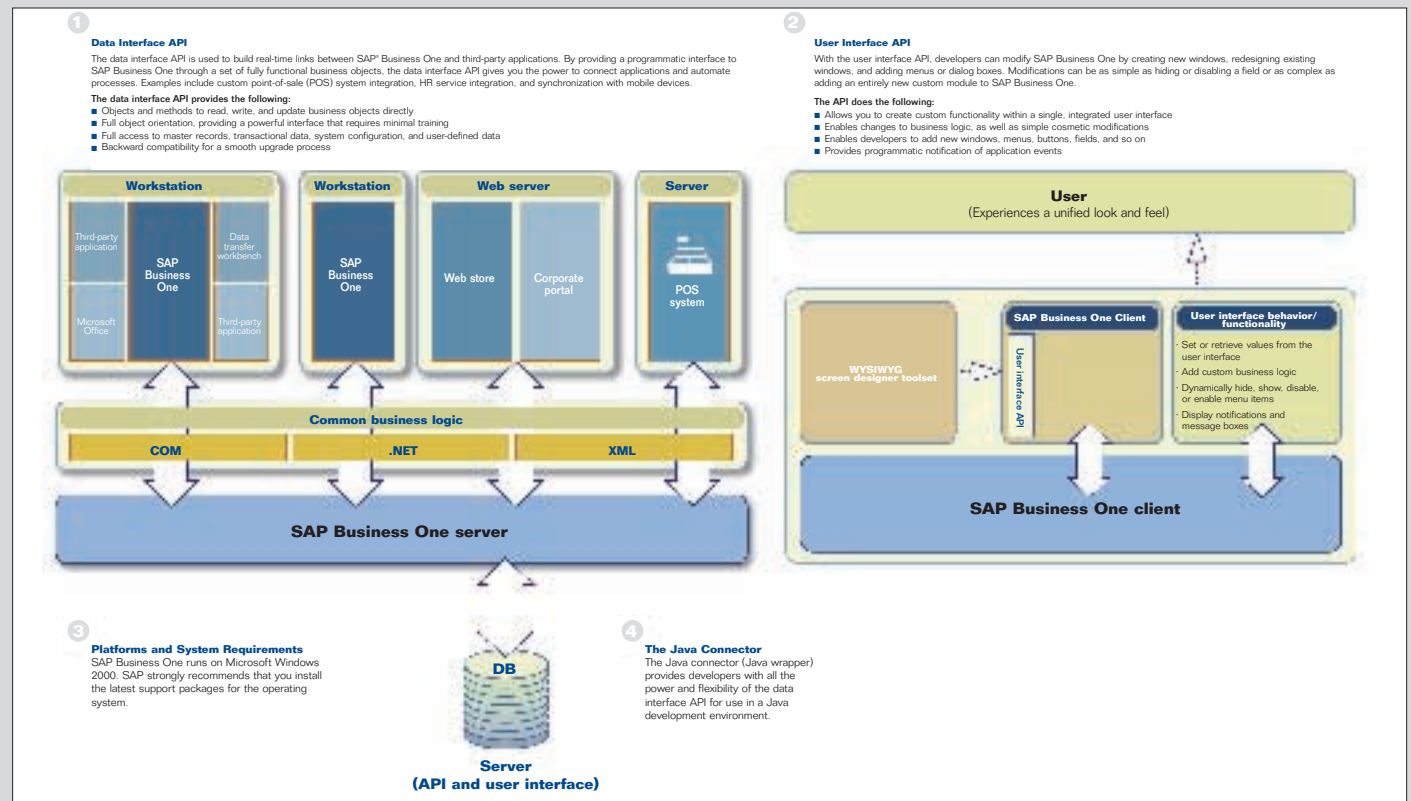 1
Data Interface API
The data interface API is used to build real-time links between SAP® Business One and third-party applications. By providing a programmatic interface to
SAP Business One through a set of fully functional business objects, the data interface API gives you the power to connect applications and automate
processes. Examples include custom point-of-sale (POS) system integration, HR service integration, and synchronization with mobile devices.
The data interface API provides the following:
■ Objects and methods to read, write, and update business objects directly
■ Full object orientation, providing a powerful interface that requires minimal training
■ Full access to master records, transactional data, system configuration, and user-defined data
■ Backward compatibility for a smooth upgrade process
Workstation
Third-party
application
Microsoft
Office
SAP
Business
One
Data
transfer
workbench
Third-party
application
Workstation
SAP
Business
One
Web server
Web store
Corporate
portal
Server
POS
system
Common business logic
COM
.NET
XML
SAP Business One server
DB
Server
(API and user interface)
2
User Interface API
With the user interface API, developers can modify SAP Business One by creating new windows, redesigning existing
windows, and adding menus or dialog boxes. Modifications can be as simple as hiding or disabling a field or as complex as
adding an entirely new custom module to SAP Business One.
The API does the following:
■ Allows you to create custom functionality within a single, integrated user interface
■ Enables changes to business logic, as well as simple cosmetic modifications
■ Enables developers to add new windows, menus, buttons, fields, and so on
■ Provides programmatic notification of application events
User
(Experiences a unified look and feel)
WYSIWYG
screen designer toolset
SAP Business One Client
User interface API
User interface behavior/
functionality
· Set or retrieve values from the
user interface
· Add custom business logic
· Dynamically hide, show, disable,
or enable menu items
· Display notifications and
message boxes
SAP Business One client
3
Platforms and System Requirements
SAP Business One runs on Microsoft Windows
2000. SAP strongly recommends that you install
the latest support packages for the operating
system.
4
The Java Connector
The Java connector (Java wrapper)
provides developers with all the
power and flexibility of the data
interface API for use in a Java
development environment.